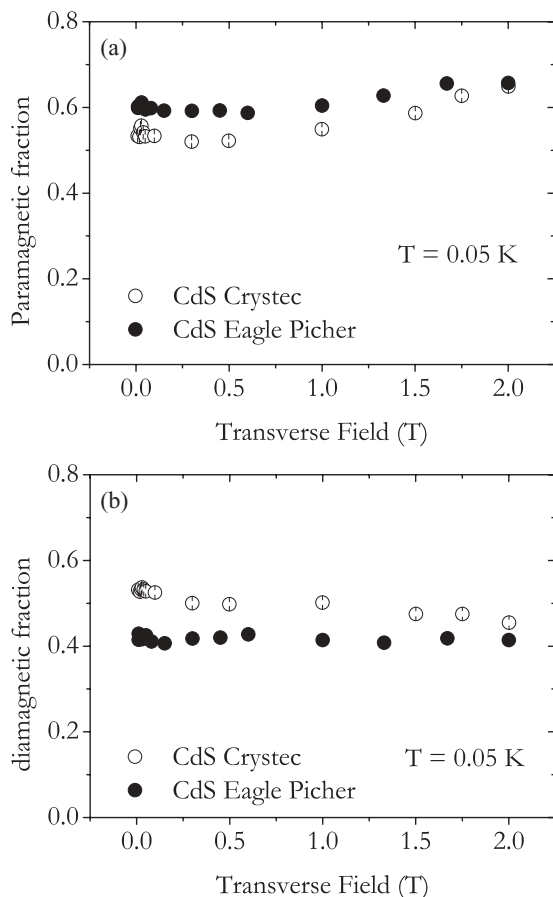 (a)
0.8
0.6
0.4
0.2
0.0
Paramagnetic fraction
T = 0.05 K
CdS Crystec
CdS Eagle Picher
0.0 0.5 1.0 1.5 2.0
Transverse Field (T)
(b)
0.8
0.6
0.4
0.2
0.0
diamagnetic fraction
CdS Crystec T = 0.05 K
CdS Eagle Picher
0.0 0.5 1.0 1.5 2.0
Transverse Field (T)